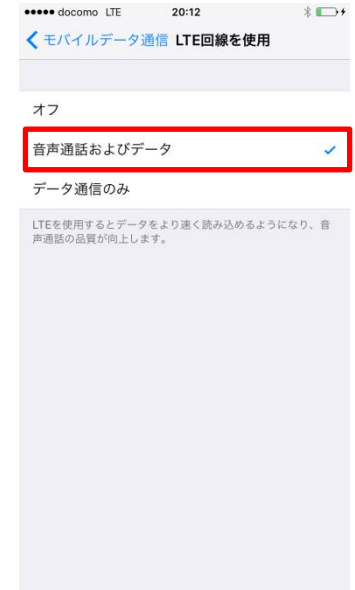 docomo LTE 20:12
モバイルデータ通信 LTE回線を使用
オフ
音声通話およびデータ
データ通信のみ
LTEを使用するとデータをより速く読み込めるようになり、音
声通話の品質が向上します。